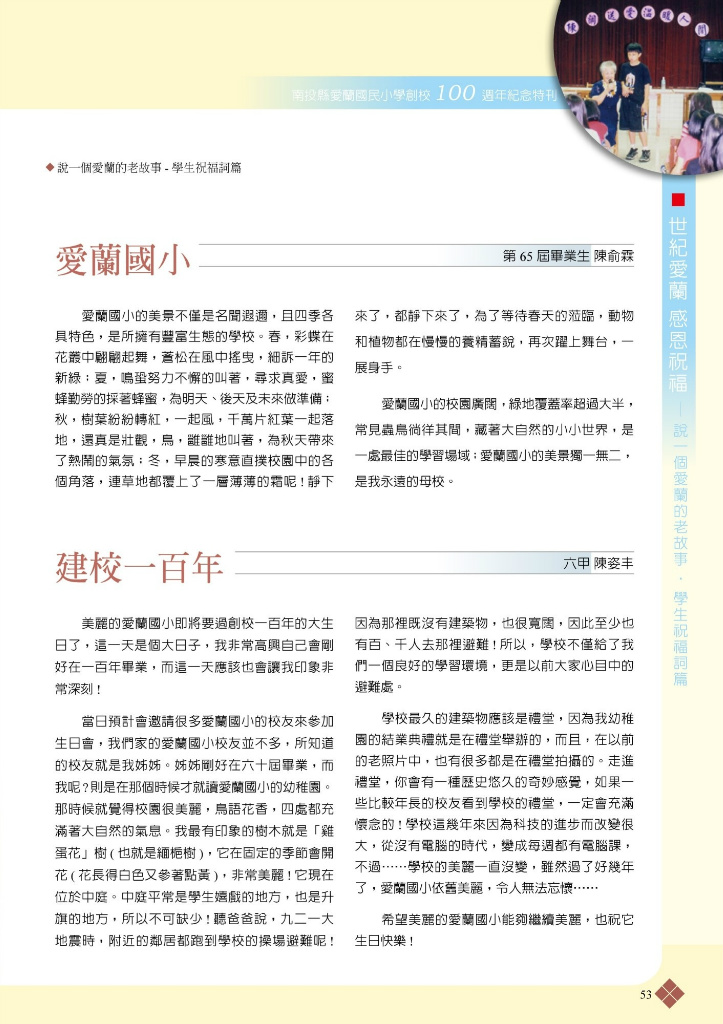 陳爺送愛溫暖人間
南投縣愛蘭國民小學創校 100 週年紀念特刊
◆ 說一個愛蘭的老故事 - 學生祝福詞篇
愛蘭國小
第 65 屆畢業生 陳俞霖
愛蘭國小的美景不僅是名聞遐邇，且四季各
具特色，是所擁有豐富生態的學校。春，彩蝶在
花叢中翩翩起舞，蒼松在風中搖曳，細訴一年的
新綠；夏，鳴蛩努力不懈的叫著，尋求真愛，蜜
蜂勤勞的採著蜂蜜，為明天、後天及未來做準備；
秋，樹葉紛紛轉紅，一起風，千萬片紅葉一起落
地，還真是壯觀，鳥，雝雝地叫著，為秋天帶來
了熱鬧的氣氛；冬，早晨的寒意直撲校園中的各
個角落，連草地都覆上了一層薄薄的霜呢！靜下
來了，都靜下來了，為了等待春天的蒞臨，動物
和植物都在慢慢的養精蓄銳，再次躍上舞台，一
展身手。
愛蘭國小的校園廣闊，綠地覆蓋率超過大半，
常見蟲鳥徜徉其間，藏著大自然的小小世界，是
一處最佳的學習場域；愛蘭國小的美景獨一無二，
是我永遠的母校。
建校一百年
六甲 陳姿丰
美麗的愛蘭國小即將要過創校一百年的大生
日了，這一天是個大日子，我非常高興自己會剛
好在一百年畢業，而這一天應該也會讓我印象非
常深刻！
當日預計會邀請很多愛蘭國小的校友來參加
生日會，我們家的愛蘭國小校友並不多，所知道
的校友就是我姊姊。姊姊剛好在六十屆畢業，而
我呢？則是在那個時候才就讀愛蘭國小的幼稚園。
那時候就覺得校園很美麗，鳥語花香，四處都充
滿著大自然的氣息。我最有印象的樹木就是「雞
蛋花」樹 ( 也就是緬梔樹 )，它在固定的季節會開
花 ( 花長得白色又參著點黃 )，非常美麗！它現在
位於中庭。中庭平常是學生嬉戲的地方，也是升
旗的地方，所以不可缺少！聽爸爸說，九二一大
地震時，附近的鄰居都跑到學校的操場避難呢！
因為那裡既沒有建築物，也很寬闊，因此至少也
有百、千人去那裡避難！所以，學校不僅給了我
們一個良好的學習環境，更是以前大家心目中的
避難處。
學校最久的建築物應該是禮堂，因為我幼稚
園的結業典禮就是在禮堂舉辦的，而且，在以前
的老照片中，也有很多都是在禮堂拍攝的。走進
禮堂，你會有一種歷史悠久的奇妙感覺，如果一
些比較年長的校友看到學校的禮堂，一定會充滿
懷念的！學校這幾年來因為科技的進步而改變很
大，從沒有電腦的時代，變成每週都有電腦課，
不過……學校的美麗一直沒變，雖然過了好幾年
了，愛蘭國小依舊美麗，令人無法忘懷……
希望美麗的愛蘭國小能夠繼續美麗，也祝它
生日快樂！
■ 世紀愛蘭 感恩祝福 — 說一個愛蘭的老故事 · 學生祝福詞篇
53